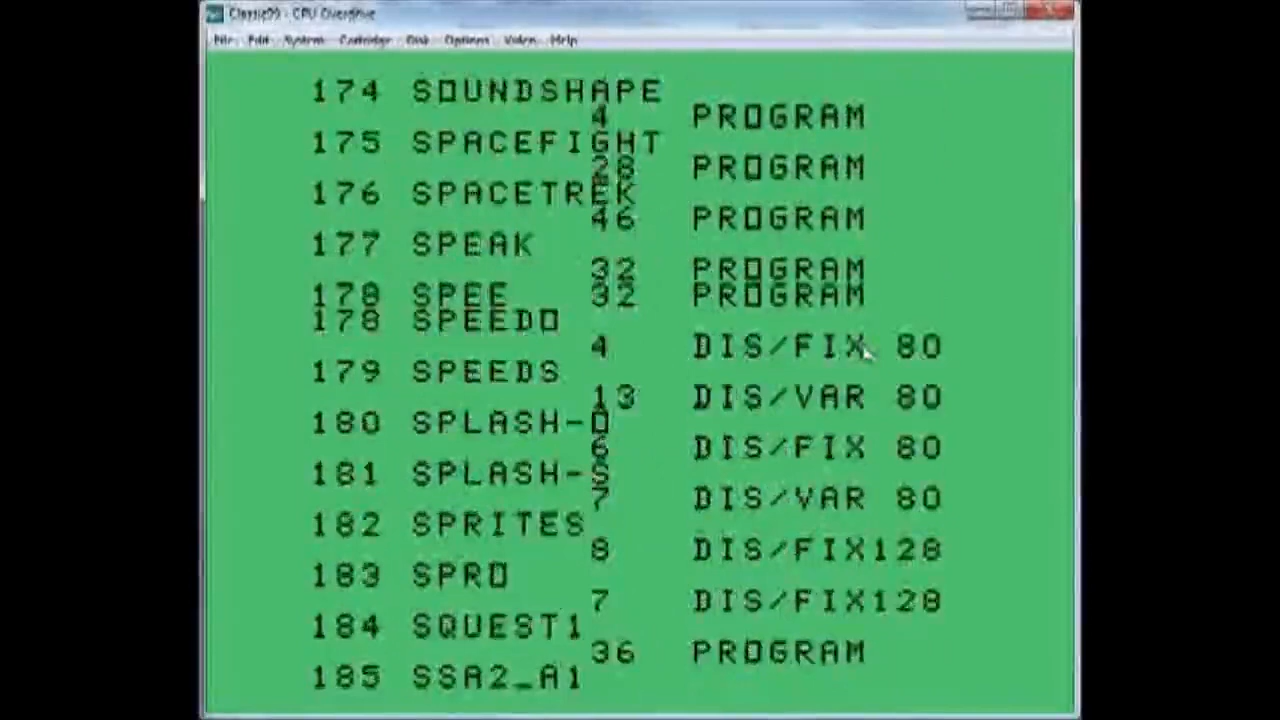 Classic99 - CPU Overdrive
File Edit System Cartridge Disk Options Video Help
174 SOUNDSHAPE
4 PROGRAM
175 SPACEFIGHT
28 PROGRAM
176 SPACETREK
46 PROGRAM
177 SPEAK
32 PROGRAM
178 SPEE 32 PROGRAM
178 SPEEDO
4 DIS/FIX 80
179 SPEEDS
13 DIS/VAR 80
180 SPLASH-O
6 DIS/FIX 80
181 SPLASH-S
7 DIS/VAR 80
182 SPRITES
8 DIS/FIX128
183 SPRO
7 DIS/FIX128
184 SQUEST1
36 PROGRAM
185 SSA2_A1